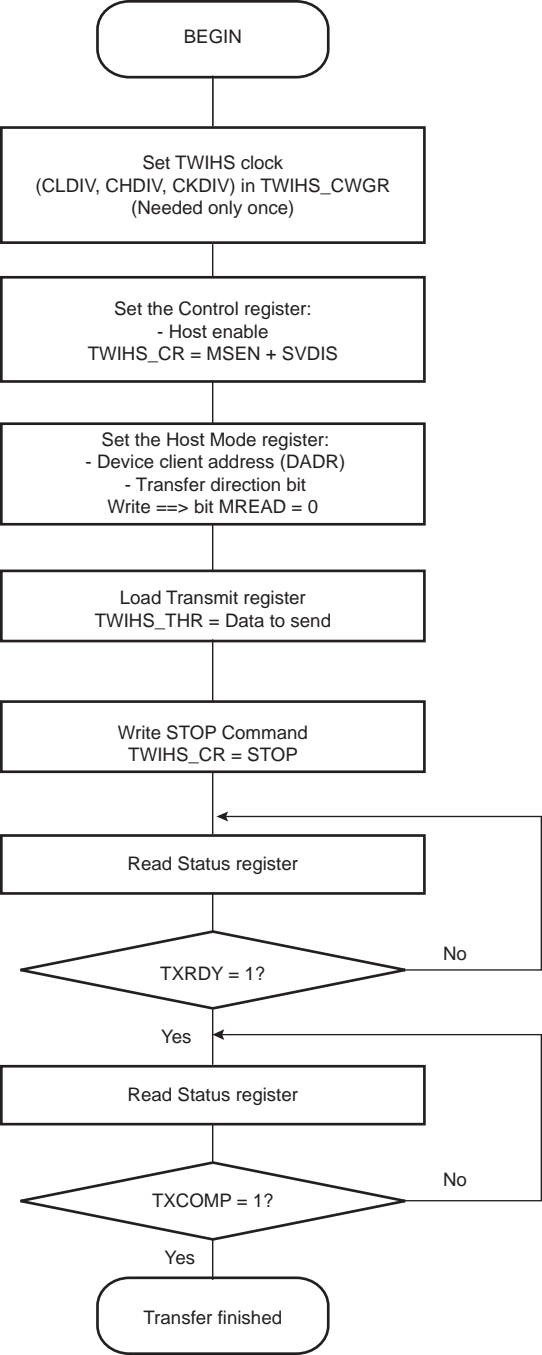 BEGIN
Set TWIHS clock
(CLDIV, CHDIV, CKDIV) in TWIHS_CWGR
(Needed only once)
Set the Control register:
- Host enable
TWIHS_CR = MSEN + SVDIS
Set the Host Mode register:
- Device client address (DADR)
- Transfer direction bit
Write ==> bit MREAD = 0
Load Transmit register
TWIHS_THR = Data to send
Write STOP Command
TWIHS_CR = STOP
Read Status register
No
TXRDY = 1?
Yes
Read Status register
No
TXCOMP = 1?
Yes
Transfer finished